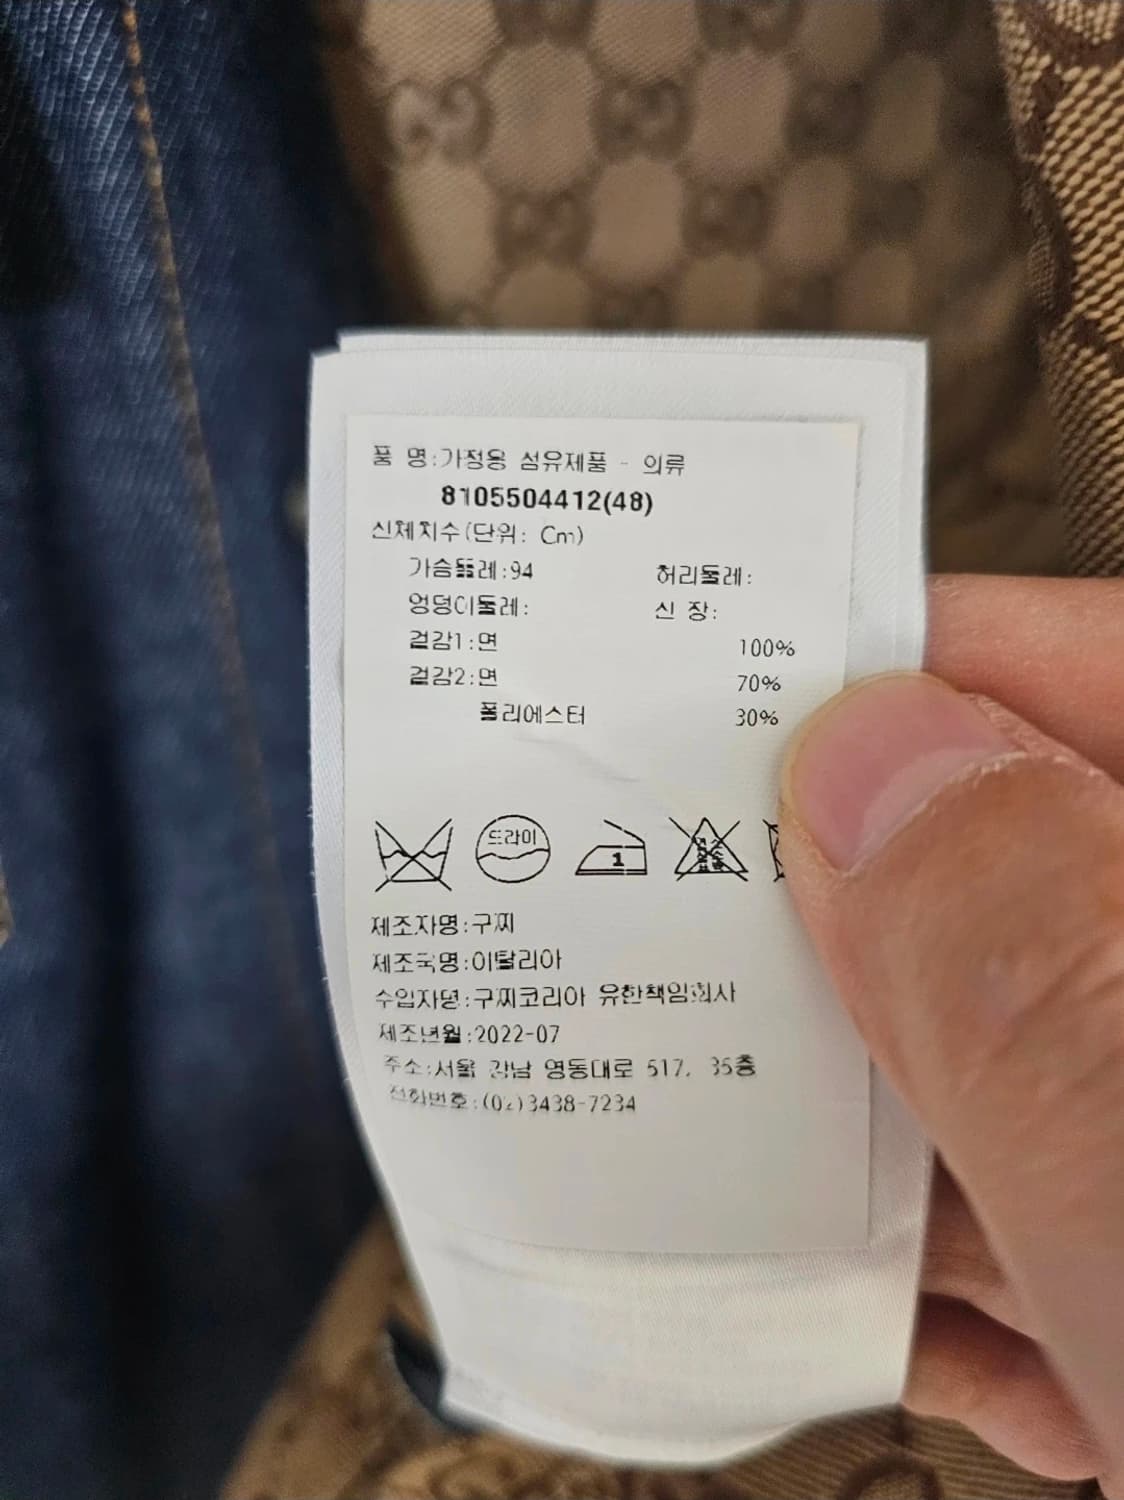 품 명:가정용 섬유제품 - 의류
8105504412(48)
신체치수(단위: Cm)
가슴둘레:94 허리둘레:
엉덩이둘레: 신 장:
겉감1:면 100%
겉감2:면 70%
폴리에스터 30%
드라이
1
제조자명:구찌
제조국명:이탈리아
수입자명:구찌코리아 유한책임회사
제조년월:2022-07
주소:서울 강남 영동대로 517, 35층
전화번호:(02)3438-7234